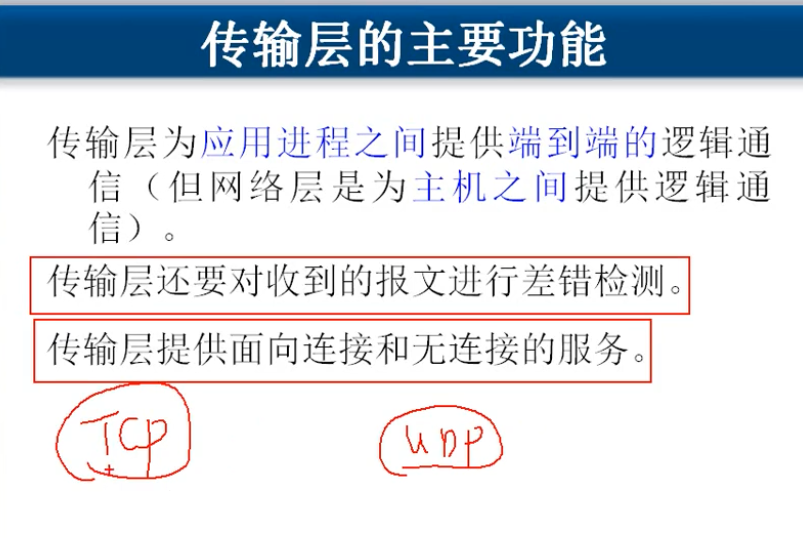 传输层的主要功能
传输层为应用进程之间提供端到端的逻辑通
信（但网络层是为主机之间提供逻辑通
信）。
传输层还要对收到的报文进行差错检测。
传输层提供面向连接和无连接的服务。
TCP
UDP